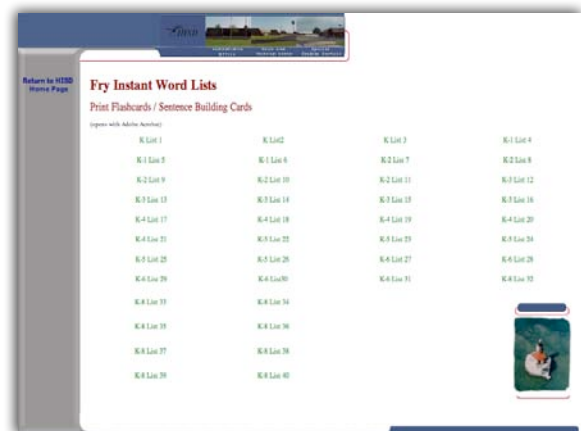 HISD
Return to HISD
Home Page
Fry Instant Word Lists
Print Flashcards / Sentence Building Cards
(opens with Adobe Acrobat)
K List 1 K List2 K List 3 K-1 List 4
K-1 List 5 K-1 List 6 K-2 List 7 K-2 List 8
K-2 List 9 K-2 List 10 K-2 List 11 K-3 List 12
K-3 List 13 K-3 List 14 K-3 List 15 K-3 List 16
K-4 List 17 K-4 List 18 K-4 List 19 K-4 List 20
K-4 List 21 K-5 List 22 K-5 List 23 K-5 List 24
K-5 List 25 K-5 List 26 K-6 List 27 K-6 List 28
K-6 List 29 K-6 List30 K-6 List 31 K-8 List 32
K-8 List 33 K-8 List 34
K-8 List 35 K-8 List 36
K-8 List 37 K-8 List 38
K-8 List 39 K-8 List 40